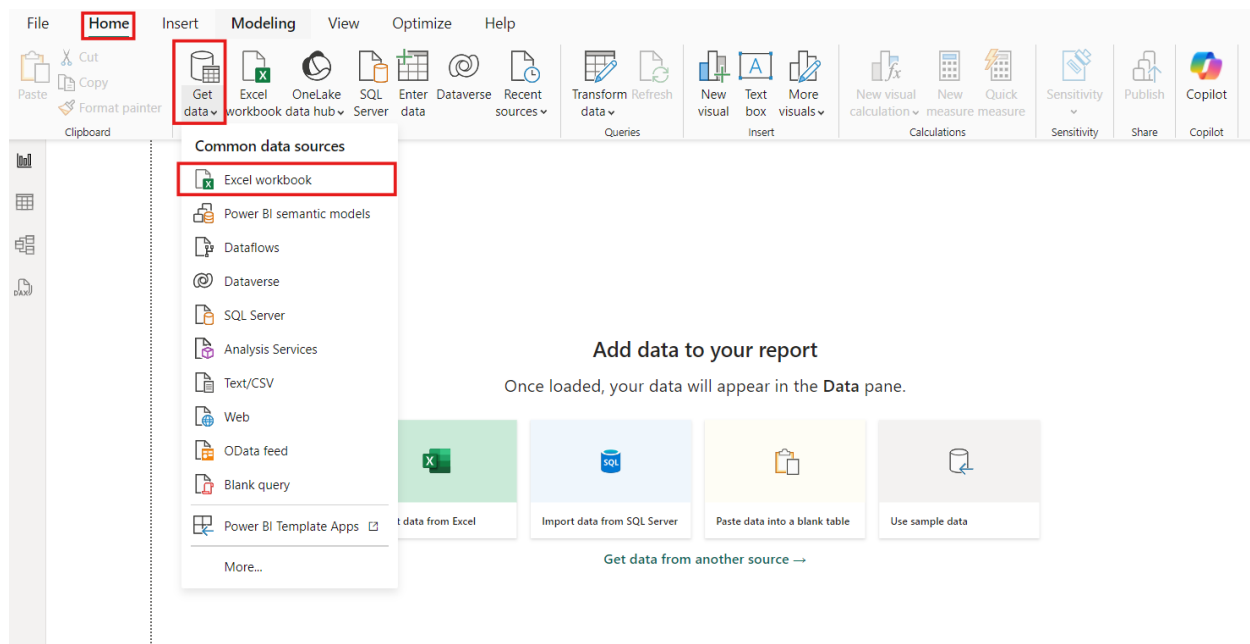 File Home Insert Modeling View Optimize Help
Paste
Cut
Copy
Format painter
Clipboard
Get data
Excel workbook
OneLake data hub
SQL Server
Enter data
Dataverse
Recent sources
Transform data
Refresh
Queries
New visual
Text box
More visuals
Insert
New visual calculation
New measure
Quick measure
Calculations
Sensitivity
Sensitivity
Publish
Share
Copilot
Copilot
DAX
Common data sources
Excel workbook
Power BI semantic models
Dataflows
Dataverse
SQL Server
Analysis Services
Text/CSV
Web
OData feed
Blank query
Power BI Template Apps
More...
Add data to your report
Once loaded, your data will appear in the Data pane.
data from Excel
SQL
Import data from SQL Server
Paste data into a blank table
Use sample data
Get data from another source →